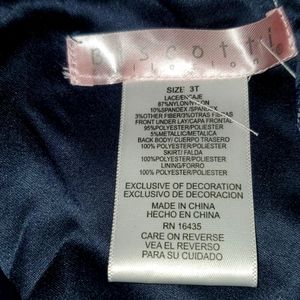 Biscotti
SIZE 3T
LACE/ENCAJE
87%NYLON/NYLON
10%SPANDEX/SPANDEX
3%OTHER FIBER/3%OTRAS FIBRAS
FRONT UNDER LAY/CAPA FRONTAL
95%POLYESTER/POLIESTER
5%METALLIC/METALICA
BACK BODY/ CUERPO TRASERO
100% POLYESTER/POLIESTER
SKIRT/ FALDA
100% POLYESTER/POLIESTER
LINING/FORRO
100% POLYESTER/POLIESTER
EXCLUSIVE OF DECORATION
EXCLUSIVO DE DECORACION
MADE IN CHINA
HECHO EN CHINA
RN 16435
CARE ON REVERSE
VEA EL REVERSO
PARA SU CUIDADO